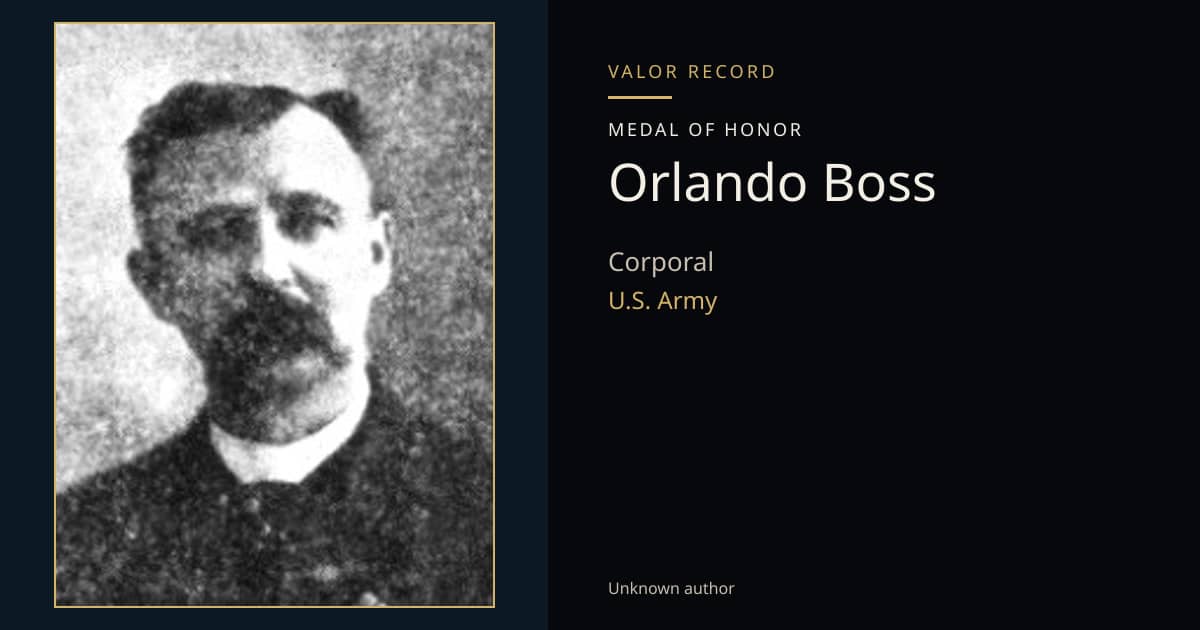 VALOR RECORD
MEDAL OF HONOR
Orlando Boss
Corporal
U.S. Army
Unknown author